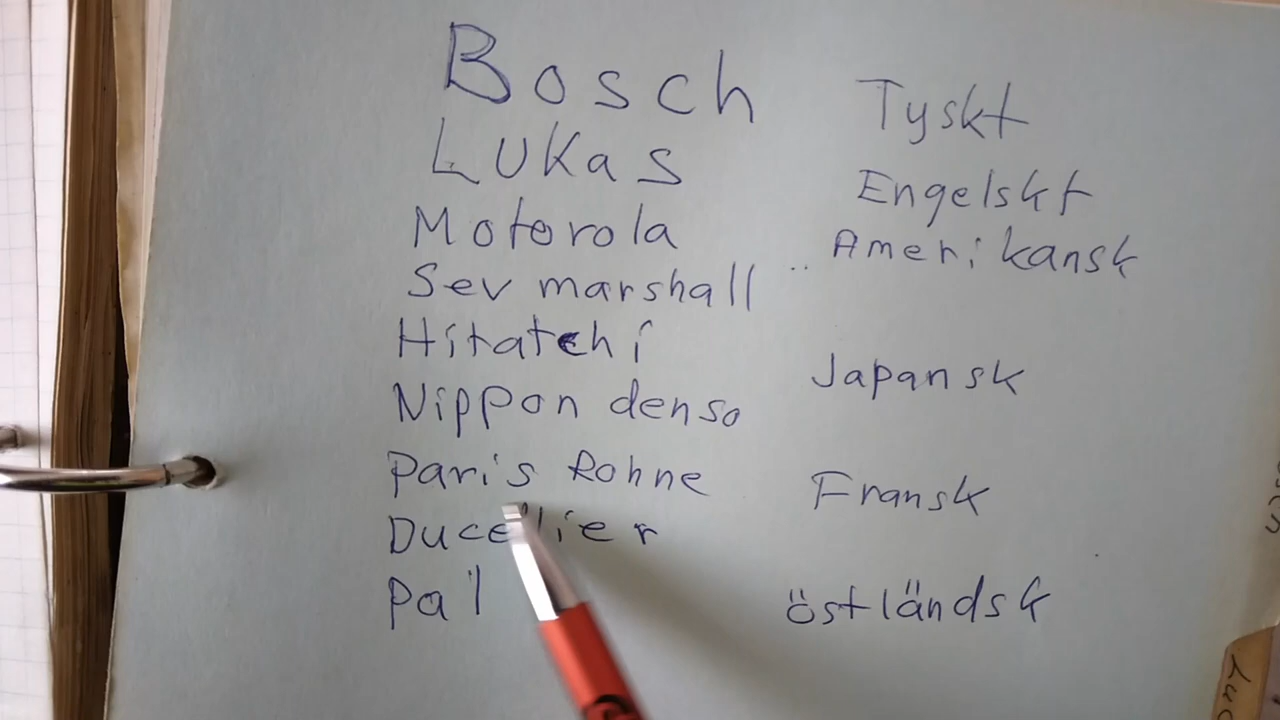 Bosch Tyskt
Lukas Engelskt
Motorola Amerikansk
Sev marshall
Hitatchi Japansk
Nippon denso
Paris Rohne Fransk
Ducellier
Pal östländsk